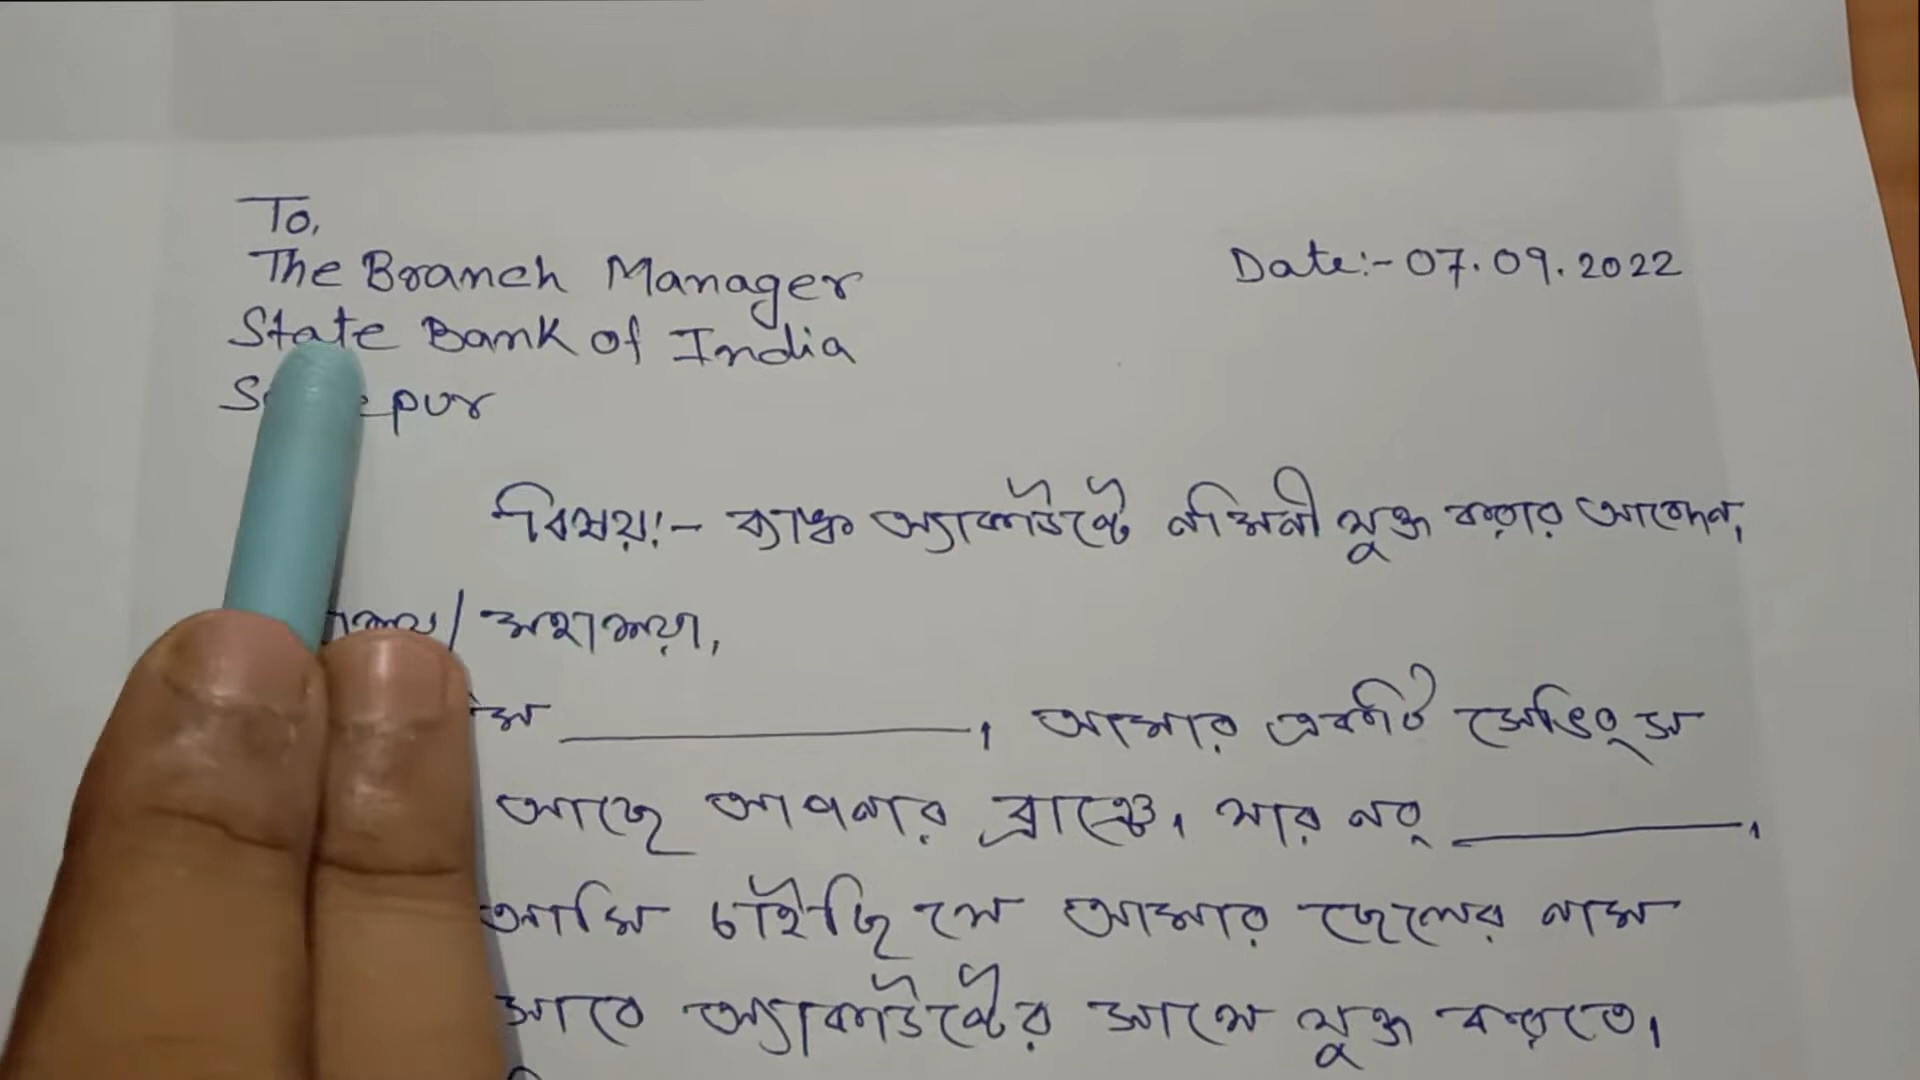 To,
The Branch Manager
Date:- 07.09.2022
State Bank of India
বিষয়:- ব্যাঙ্ক অ্যাকাউন্টে নমিনী যুক্ত করার আবেদন।
/ মহাশয়া,
। আমার একটি সেভিংস
আছে আপনার ব্রাঞ্চে। যার নং ।
আমি চাইছি যে আমার ছেলের নাম
অ্যাকাউন্টের সাথে যুক্ত করতে।